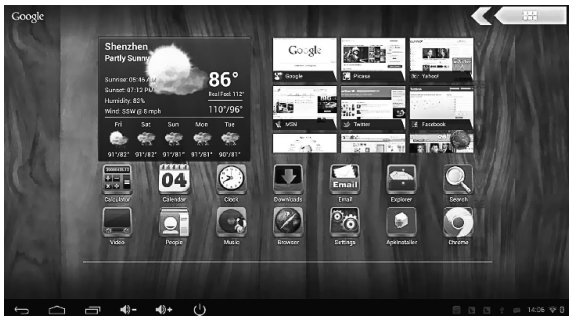 Google
Shenzhen
Partly Sunny
86°
Sunrise: 05:45 AM
Sunset: 07:12 PM
Real Feel: 112°
Humidity: 83%
Wind: SSW @ 6 mph
110°/96°
Fri Sat Sun Mon Tue
91°/82° 91°/82° 91°/81° 91°/81° 90°/81°
Google
Google Picasa Yahoo!
MSN Twitter Facebook
Calculator Calendar Clock Downloads Email Explorer Search
04
Email
Video People Music Browser Settings ApkInstaller Chrome
14:06